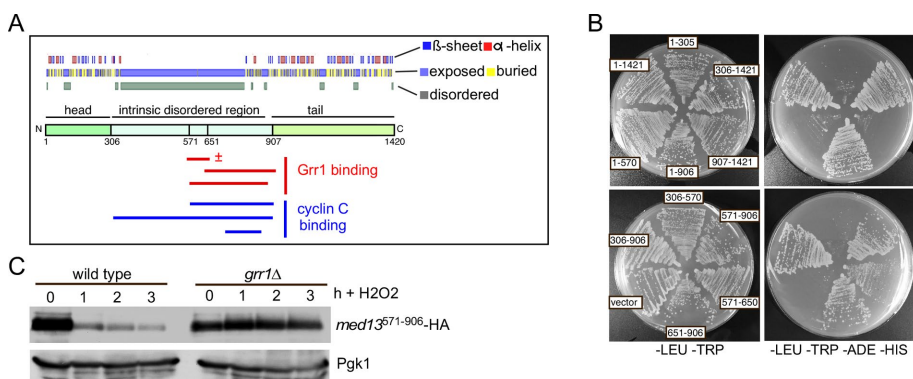 A
ß-sheet α-helix
exposed buried
disordered
head intrinsic disordered region tail
N C
1 306 571 651 907 1420
±
Grr1 binding
cyclin C
binding
B
1-305
1-1421 306-1421
1-570 907-1421
1-906
306-570
571-906
306-906
vector 571-650
651-906
-LEU -TRP -LEU -TRP -ADE -HIS
C
wild type grr1Δ
0 1 2 3 0 1 2 3 h + H2O2
med13571-906-HA
Pgk1